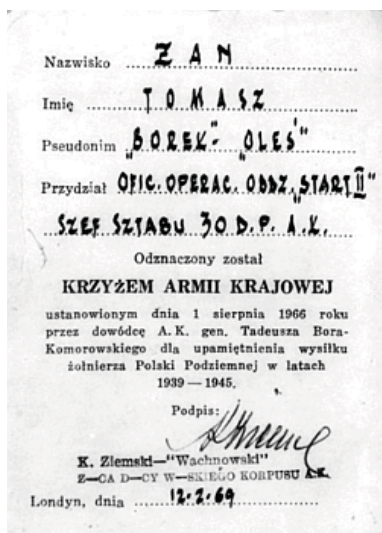 Nazwisko ZAN
Imię TOMASZ
Pseudonim "BOREK"- "OLEŚ"
Przydział OFIC. OPERAC. ODDZ. "START II"
SZEF SZTABU 30 D.P. A.K.
Odznaczony został
KRZYŻEM ARMII KRAJOWEJ
ustanowionym dnia 1 sierpnia 1966 roku
przez dowódcę A. K. gen. Tadeusza Bora-
Komorowskiego dla upamiętnienia wysiłku
żołnierza Polski Podziemnej w latach
1939 — 1945.
Podpis:
K. Ziemski—"Wachnowski"
Z—CA D—CY W—SKIEGO KORPUSU A.K.
Londyn, dnia 12.2.69